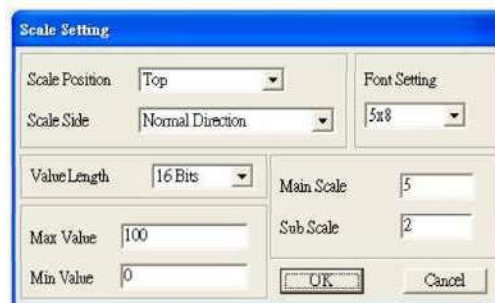 Scale Setting
Scale Position Top
Font Setting
Scale Side Normal Direction
5x8
Value Length 16 Bits
Main Scale 5
Max Value 100
Sub Scale 2
Min Value 0
OK Cancel